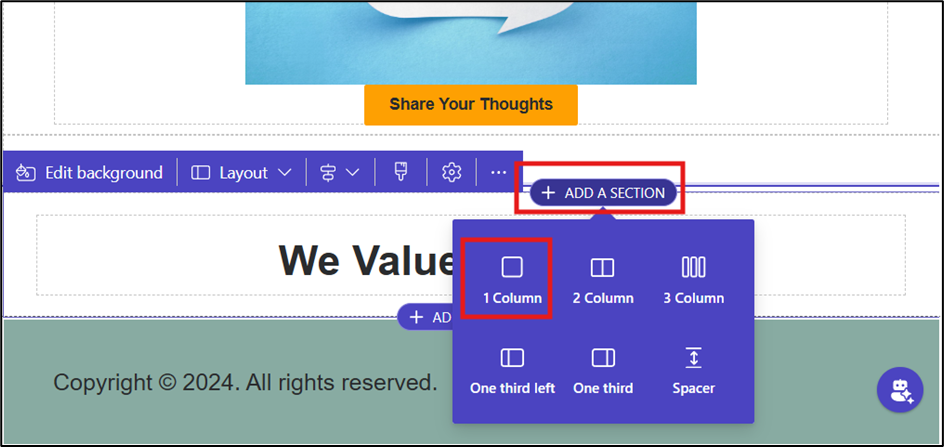 Share Your Thoughts
Edit background
Layout
ADD A SECTION
We Value
1 Column
2 Column
3 Column
AD
One third left
One third
Spacer
Copyright © 2024. All rights reserved.